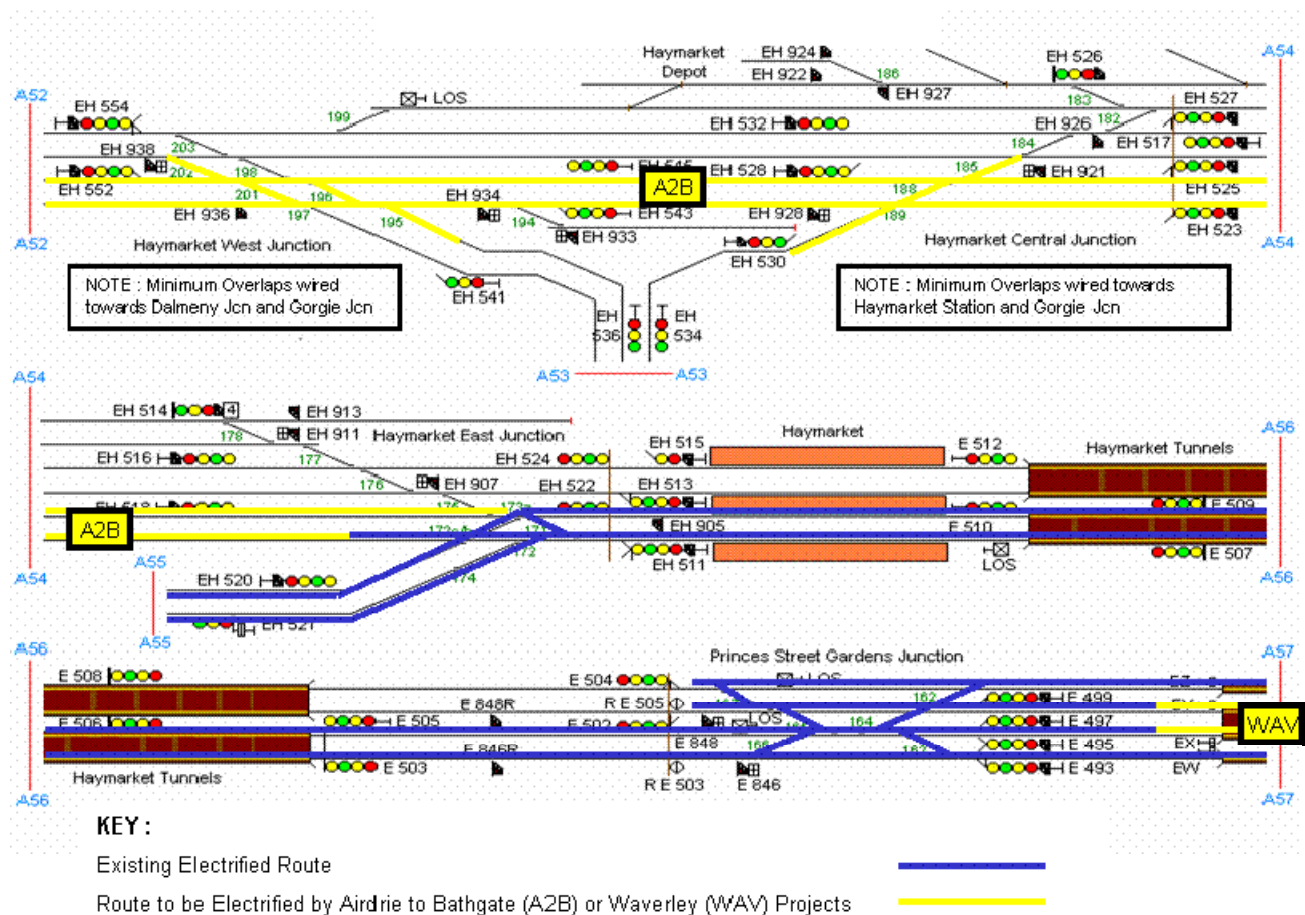 Haymarket
Depot
EH 924
EH 922
186
EH 927
EH 526
A54
A52
EH 554
LOS
199
183
182
EH 527
EH 532
EH 926
EH 517
203
EH 938
184
202
198
EH 528
185
EH 921
EH 552
201
196
EH 934
A2B
188
EH 525
EH 936
197
195
194
EH 543
EH 928
189
EH 523
EH 933
A52
Haymarket West Junction
EH 530
Haymarket Central Junction
A54
NOTE : Minimum Overlaps wired
towards Dalmeny Jcn and Gorgie Jcn
EH 541
NOTE : Minimum Overlaps wired towards
Haymarket Station and Gorgie Jcn
EH
536
EH
534
A53
A53
A54
EH 514
4
EH 913
178
EH 911
Haymarket East Junction
EH 515
Haymarket
E 512
Haymarket Tunnels
A56
EH 516
177
EH 524
176
EH 907
EH 522
EH 513
E 509
A2B
EH 905
E 510
172
EH 511
LOS
E 507
A54
A55
EH 520
174
A56
A55
A56
Princes Street Gardens Junction
A57
E 508
E 504
LOS
E 848R
R E 505
162
E 499
E 506
E 505
E 502
LOS
164
E 497
WAV
E 846R
E 848
166
E 495
EX
E 503
Haymarket Tunnels
R E 503
E 846
E 493
EW
A56
A57
KEY :
Existing Electrified Route
Route to be Electrified by Airdrie to Bathgate (A2B) or Waverley (WAV) Projects